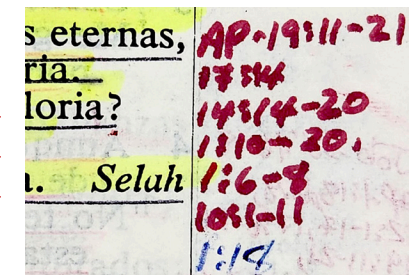 s eternas,
ria.
loria?
a. Selah
AP. 19:11-21
17:14
14:14-20
1:10-20.
1:6-8
10:1-11
1:18